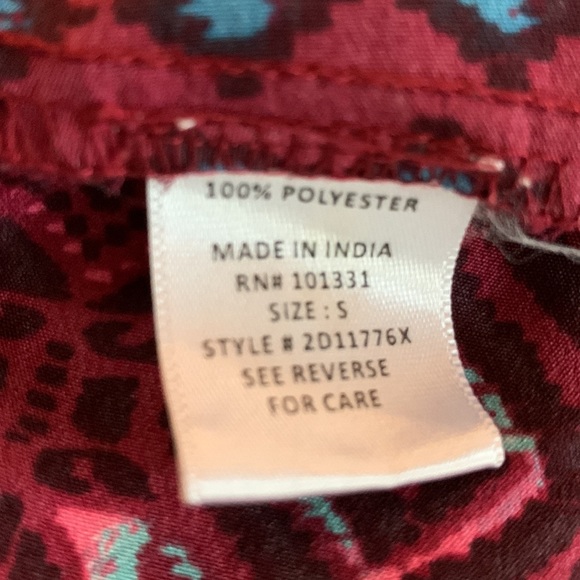 100% POLYESTER
MADE IN INDIA
RN# 101331
SIZE : S
STYLE # 2D11776X
SEE REVERSE
FOR CARE